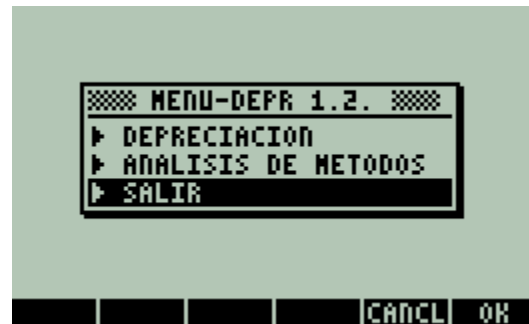 MENU-DEPR 1.2.
DEPRECIACION
ANALISIS DE METODOS
SALIR
CANCL OK